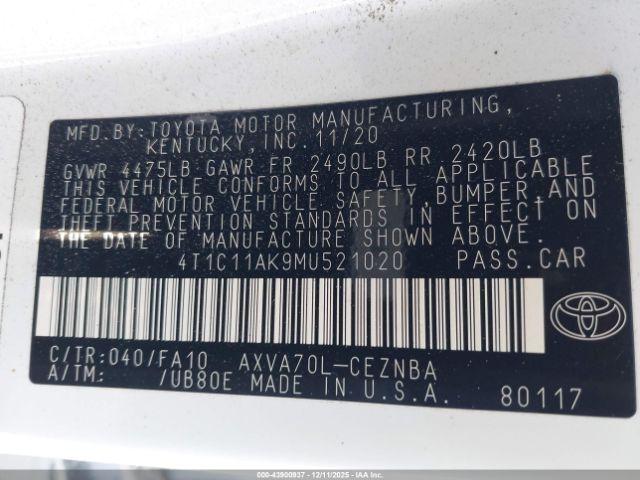 MFD.BY:TOYOTA MOTOR MANUFACTURING,
KENTUCKY, INC. 11/20
GVWR 4475LB GAWR FR 2490LB RR 2420LB
THIS VEHICLE CONFORMS TO ALL APPLICABLE
FEDERAL MOTOR VEHICLE SAFETY,BUMPER,AND
THEFT PREVENTION STANDARDS IN EFFECT ON
THE DATE OF MANUFACTURE SHOWN ABOVE.
4T1C11AK9MU521020 PASS.CAR
C/TR:040/FA10 AXVA70L-CEZNBA
A/TM: /UB80E MADE IN U.S.A.
80117
000-43900937 - 12/11/2025 - IAAI.com